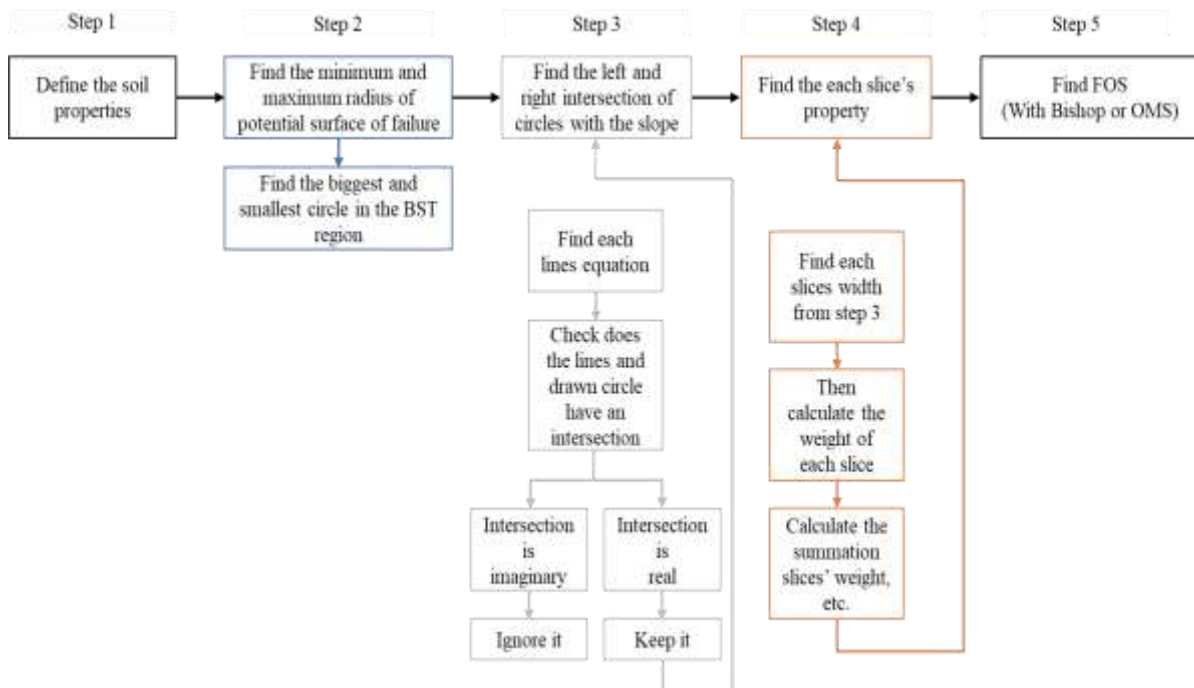 Step 1
Step 2
Step 3
Step 4
Step 5
Define the soil
properties
Find the minimum and
maximum radius of
potential surface of failure
Find the left and
right intersection of
circles with the slope
Find the each slice's
property
Find FOS
(With Bishop or OMS)
Find the biggest and
smallest circle in the BST
region
Find each
lines equation
Check does
the lines and
drawn circle
have an
intersection
Intersection
is
imaginary
Intersection
is
real
Ignore it
Keep it
Find each
slices width
from step 3
Then
calculate the
weight of
each slice
Calculate the
summation
slices' weight,
etc.